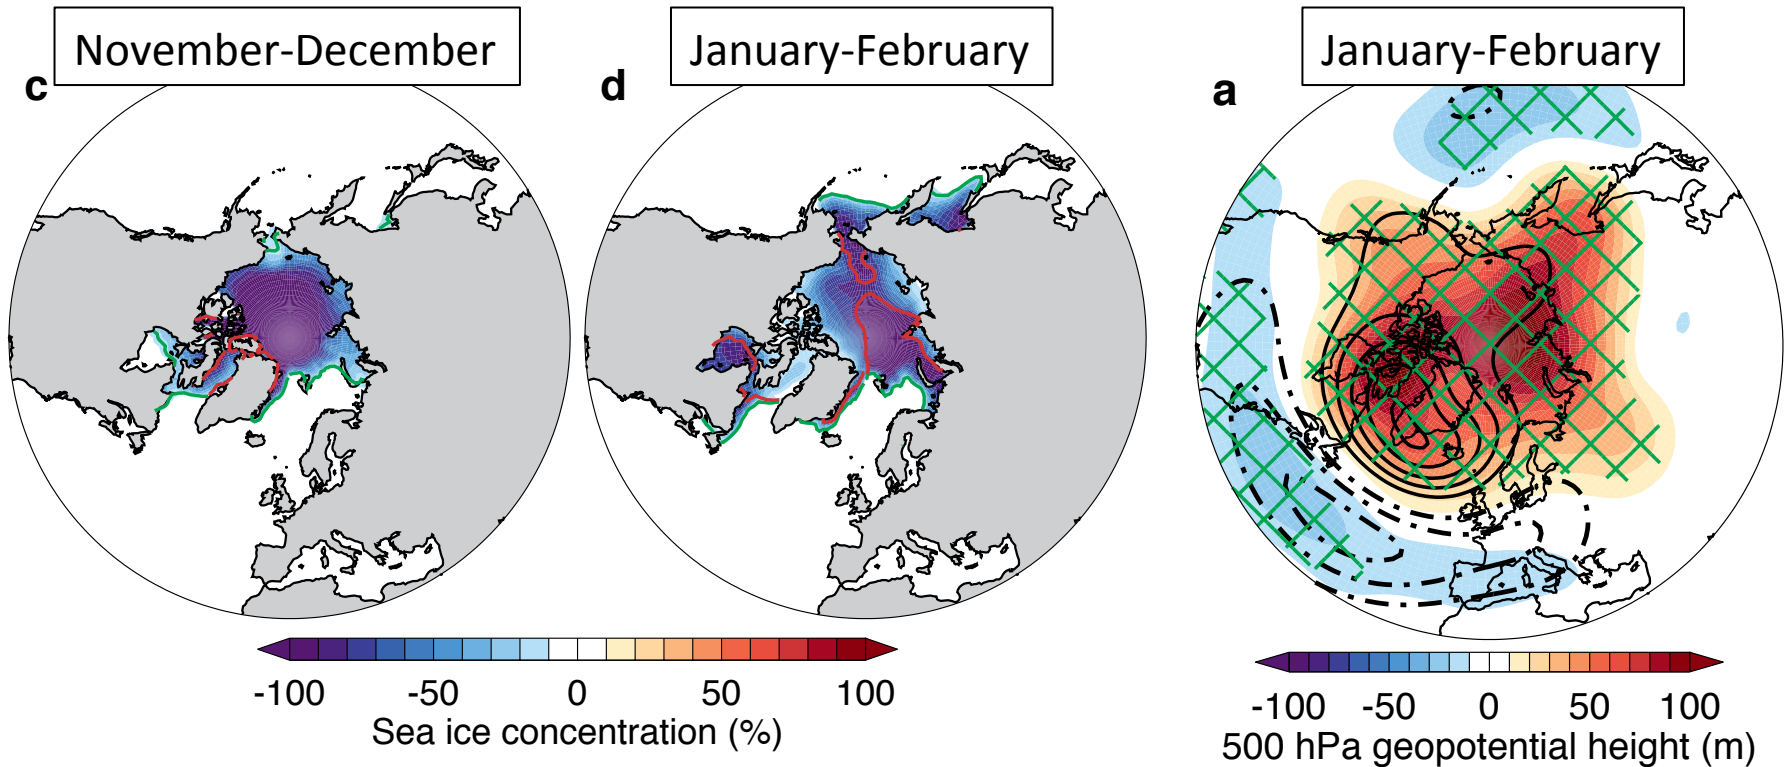 November-December
January-February
January-February
c
d
a
-100 -50 0 50 100
Sea ice concentration (%)
-100 -50 0 50 100
500 hPa geopotential height (m)